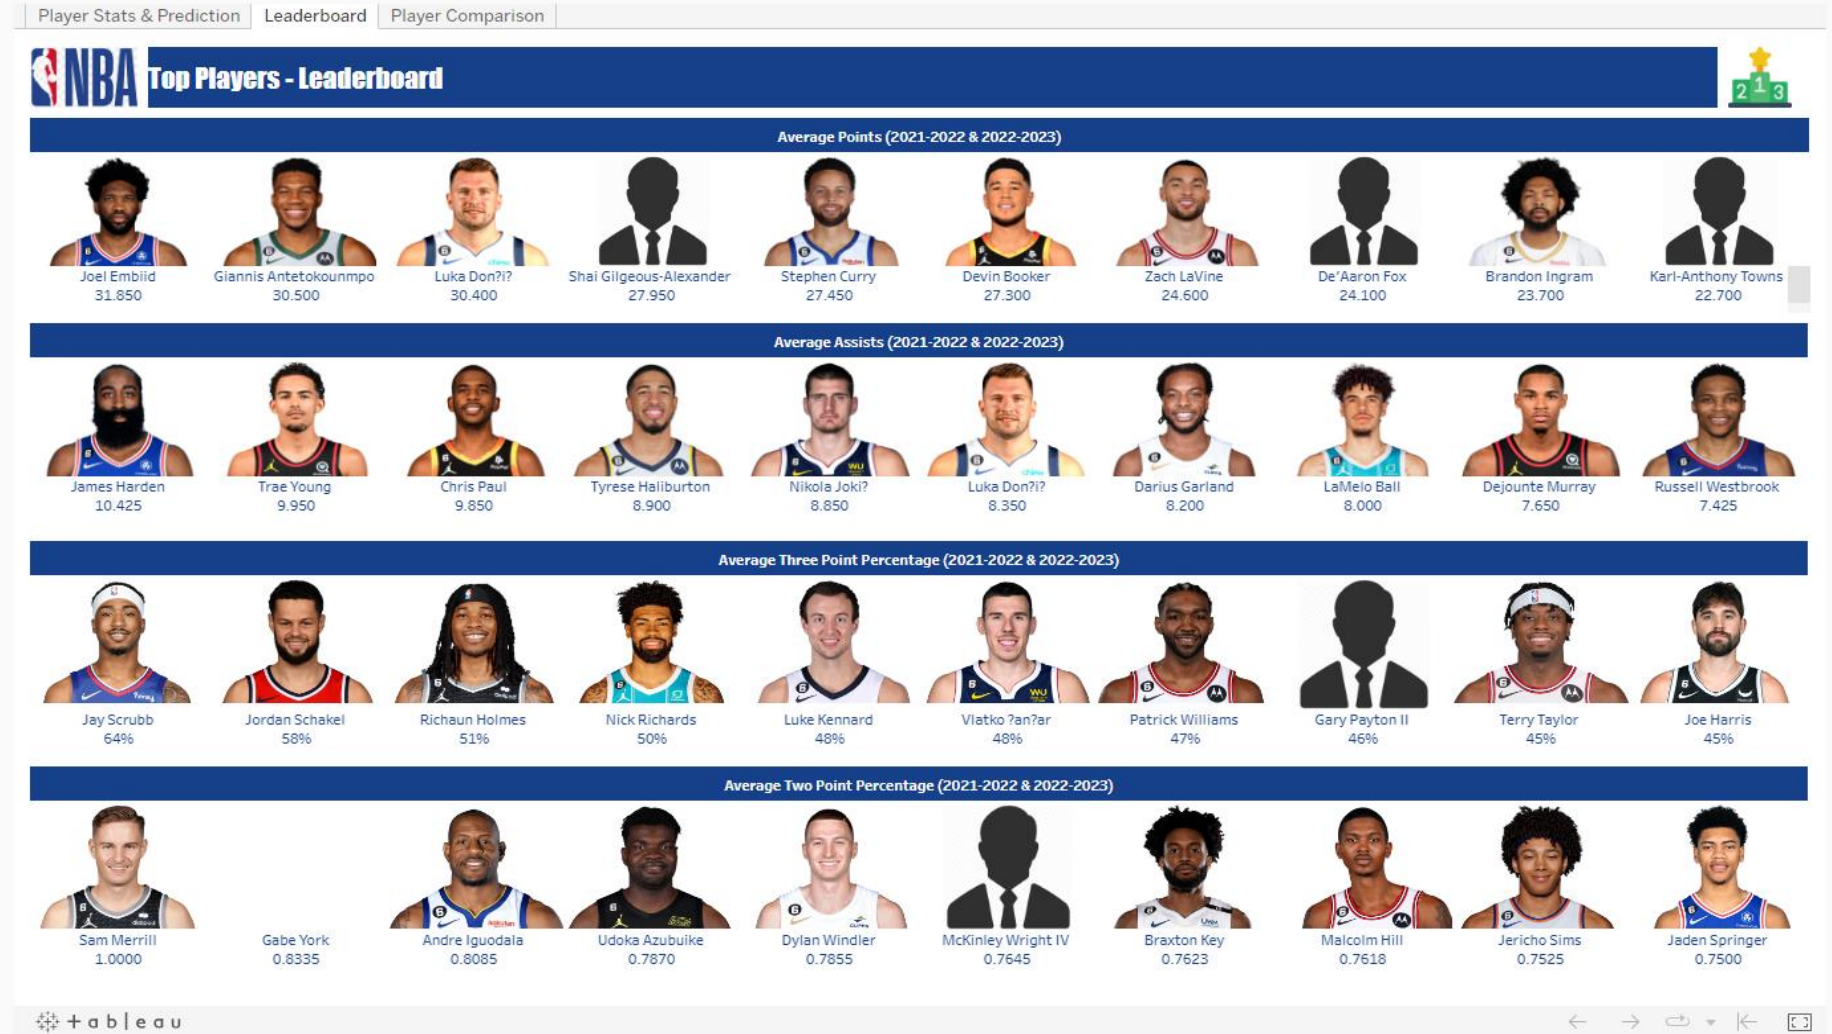 Player Stats & Prediction Leaderboard Player Comparison
NBA Top Players - Leaderboard
2 1 3
Average Points (2021-2022 & 2022-2023)
Joel Embiid Giannis Antetokounmpo Luka Don?i? Shai Gilgeous-Alexander Stephen Curry Devin Booker Zach LaVine De'Aaron Fox Brandon Ingram Karl-Anthony Towns
31.850 30.500 30.400 27.950 27.450 27.300 24.600 24.100 23.700 22.700
Average Assists (2021-2022 & 2022-2023)
James Harden Trae Young Chris Paul Tyrese Haliburton Nikola Joki? Luka Don?i? Darius Garland LaMelo Ball Dejounte Murray Russell Westbrook
10.425 9.950 9.850 8.900 8.850 8.350 8.200 8.000 7.650 7.425
Average Three Point Percentage (2021-2022 & 2022-2023)
Jay Scrubb Jordan Schakel Richaun Holmes Nick Richards Luke Kennard Vlatko ?an?ar Patrick Williams Gary Payton II Terry Taylor Joe Harris
64% 58% 51% 50% 48% 48% 47% 46% 45% 45%
Average Two Point Percentage (2021-2022 & 2022-2023)
Sam Merrill Gabe York Andre Iguodala Udoka Azubuike Dylan Windler McKinley Wright IV Braxton Key Malcolm Hill Jericho Sims Jaden Springer
1.0000 0.8335 0.8085 0.7870 0.7855 0.7645 0.7623 0.7618 0.7525 0.7500
+ a b l e a u